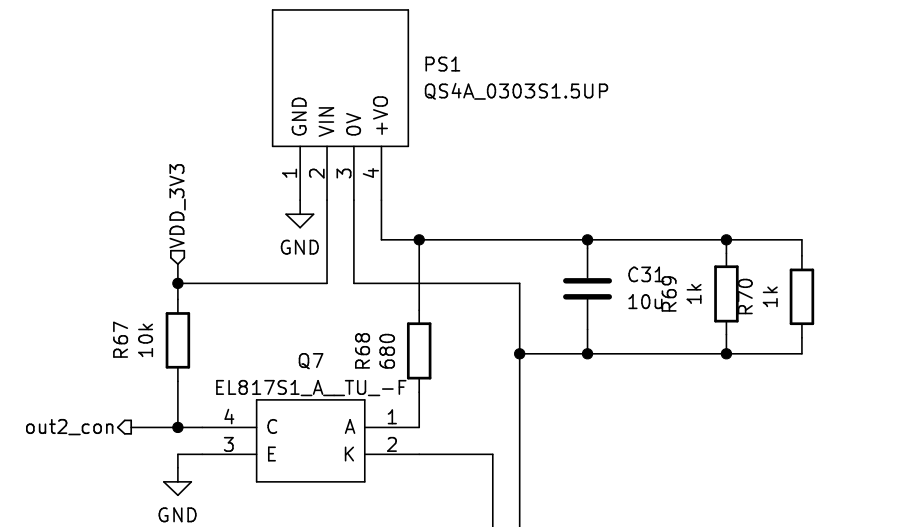 PS1
QS4A_0303S1.5UP
GND
VIN
0V
+VO
1
2
3
4
VDD_3V3
GND
C31
10u
R69
1k
R70
1k
R67
10k
R68
680
Q7
EL817S1_A__TU_-F
out2_con
4
C
A
1
3
E
K
2
GND